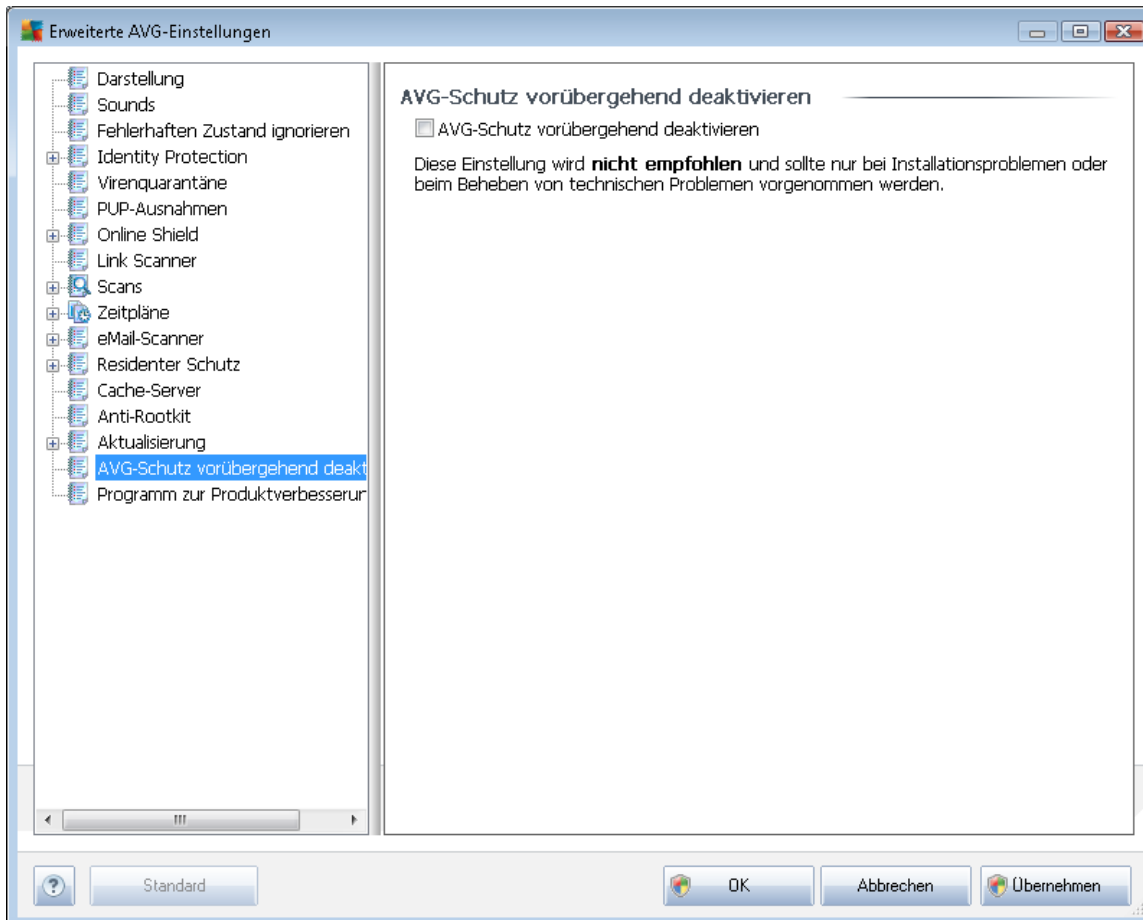 Erweiterte AVG-Einstellungen
Darstellung
Sounds
Fehlerhaften Zustand ignorieren
Identity Protection
Virenquarantäne
PUP-Ausnahmen
Online Shield
Link Scanner
Scans
Zeitpläne
eMail-Scanner
Residenter Schutz
Cache-Server
Anti-Rootkit
Aktualisierung
AVG-Schutz vorübergehend deakt
Programm zur Produktverbesserur
AVG-Schutz vorübergehend deaktivieren
AVG-Schutz vorübergehend deaktivieren
Diese Einstellung wird nicht empfohlen und sollte nur bei Installationsproblemen oder
beim Beheben von technischen Problemen vorgenommen werden.
?
Standard
OK
Abbrechen
Übernehmen